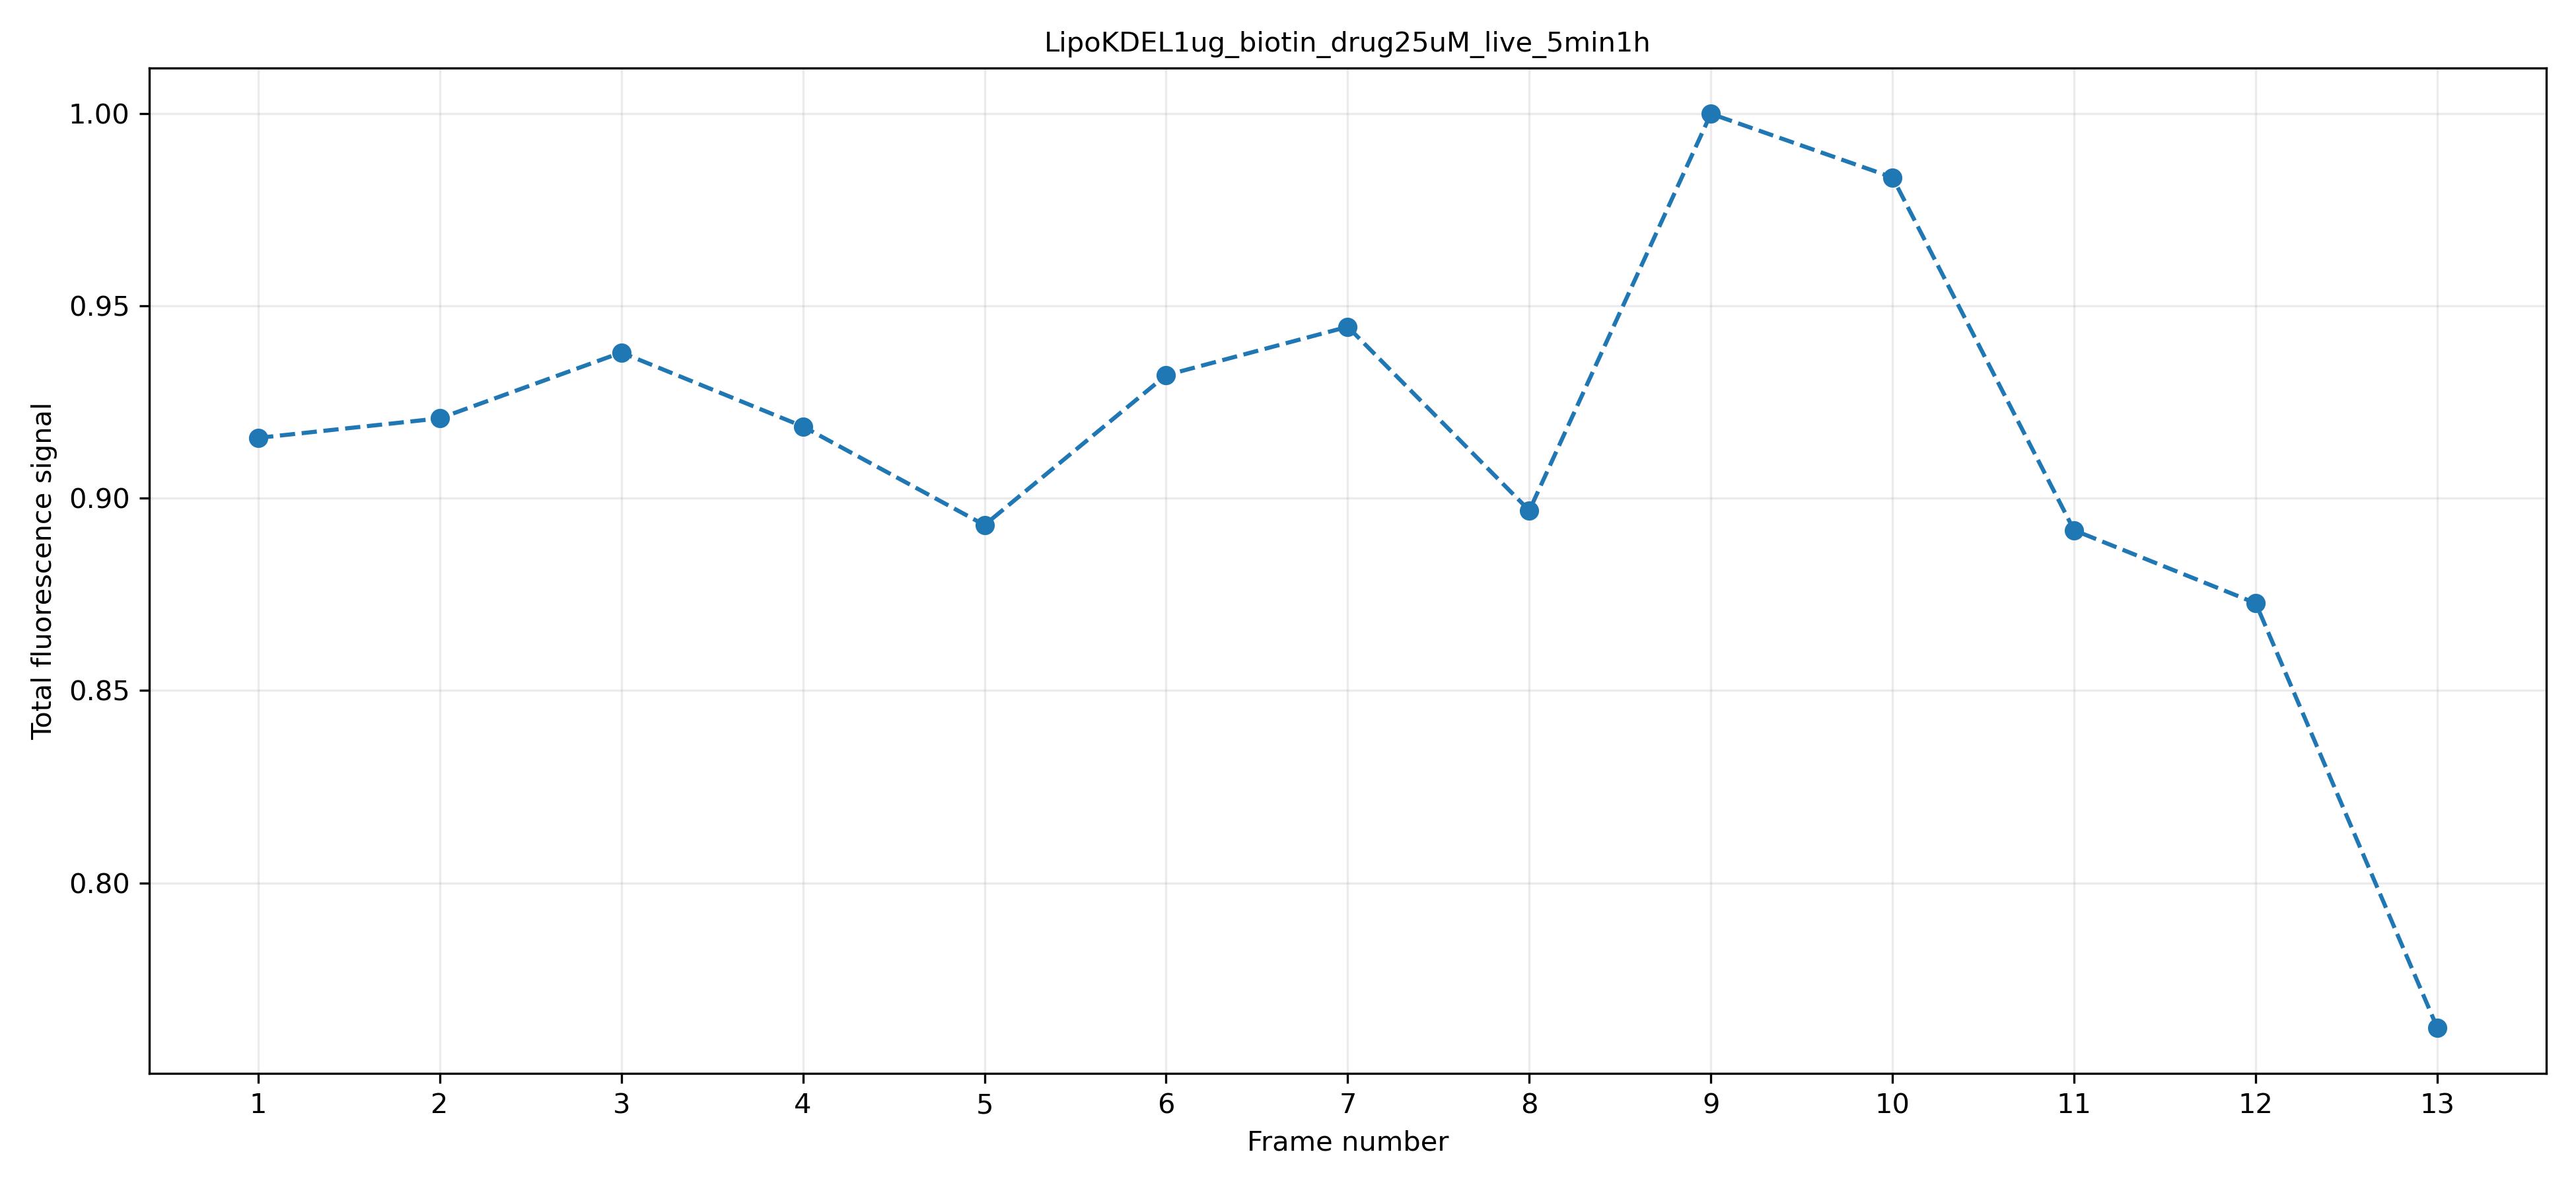 LipoKDEL1ug_biotin_drug25uM_live_5min1h
Total fluorescence signal
1.00
0.95
0.90
0.85
0.80
1 2 3 4 5 6 7 8 9 10 11 12 13
Frame number